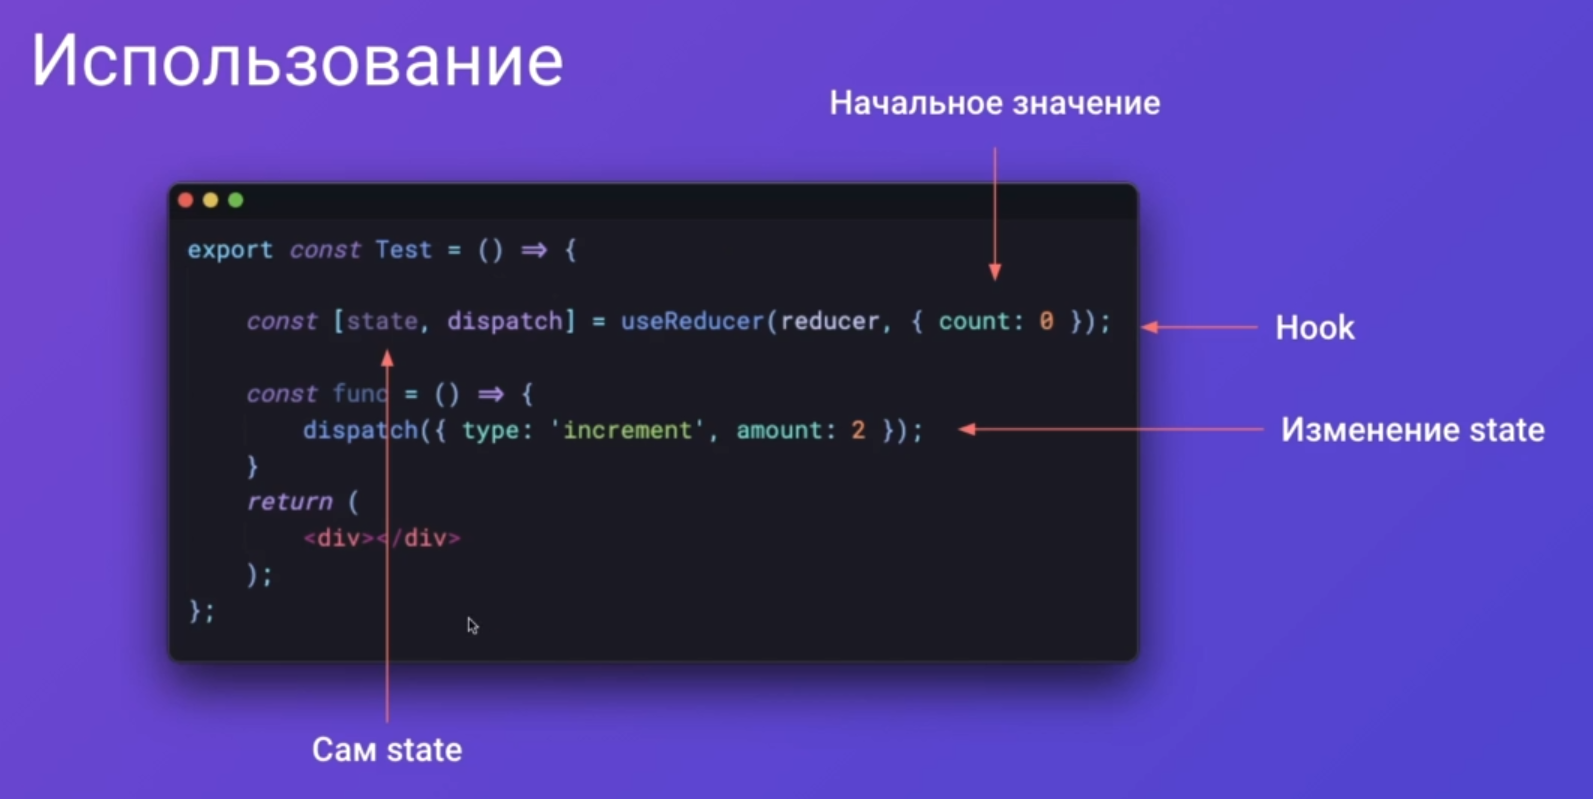 Использование
Начальное значение
export const Test = () => {
const [state, dispatch] = useReducer(reducer, { count: 0 });
Hook
const func = () => {
dispatch({ type: 'increment', amount: 2 });
Изменение state
}
return (
<div></div>
);
};
Сам state